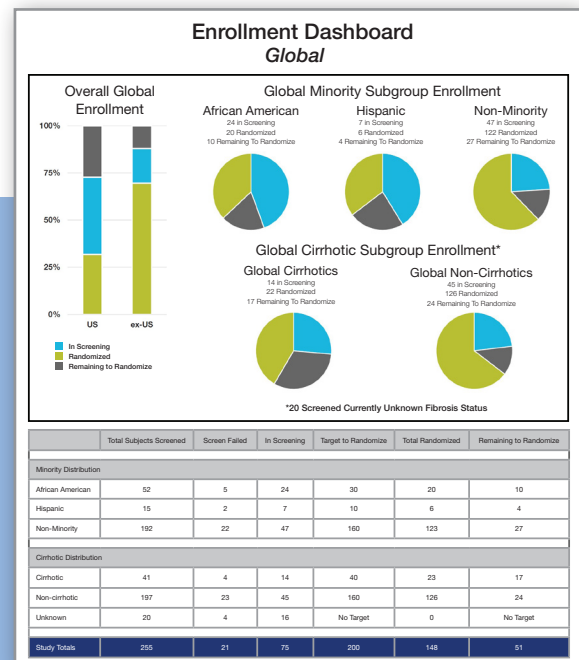 Enrollment Dashboard
Global
Overall Global
Enrollment
100%
75%
50%
25%
0%
US ex-US
In Screening
Randomized
Remaining to Randomize
Global Minority Subgroup Enrollment
African American
24 in Screening
20 Randomized
10 Remaining To Randomize
Hispanic
7 in Screening
6 Randomized
4 Remaining To Randomize
Non-Minority
47 in Screening
122 Randomized
27 Remaining To Randomize
Global Cirrhotic Subgroup Enrollment*
Global Cirrhotics
14 in Screening
22 Randomized
17 Remaining To Randomize
Global Non-Cirrhotics
45 in Screening
126 Randomized
24 Remaining To Randomize
*20 Screened Currently Unknown Fibrosis Status
Total Subjects Screened Screen Failed In Screening Target to Randomize Total Randomized Remaining to Randomize
Minority Distribution
African American 52 5 24 30 20 10
Hispanic 15 2 7 10 6 4
Non-Minority 192 22 47 160 123 27
Cirrhotic Distribution
Cirrhotic 41 4 14 40 23 17
Non-cirrhotic 197 23 45 160 126 24
Unknown 20 4 16 No Target 0 No Target
Study Totals 255 21 75 200 148 51